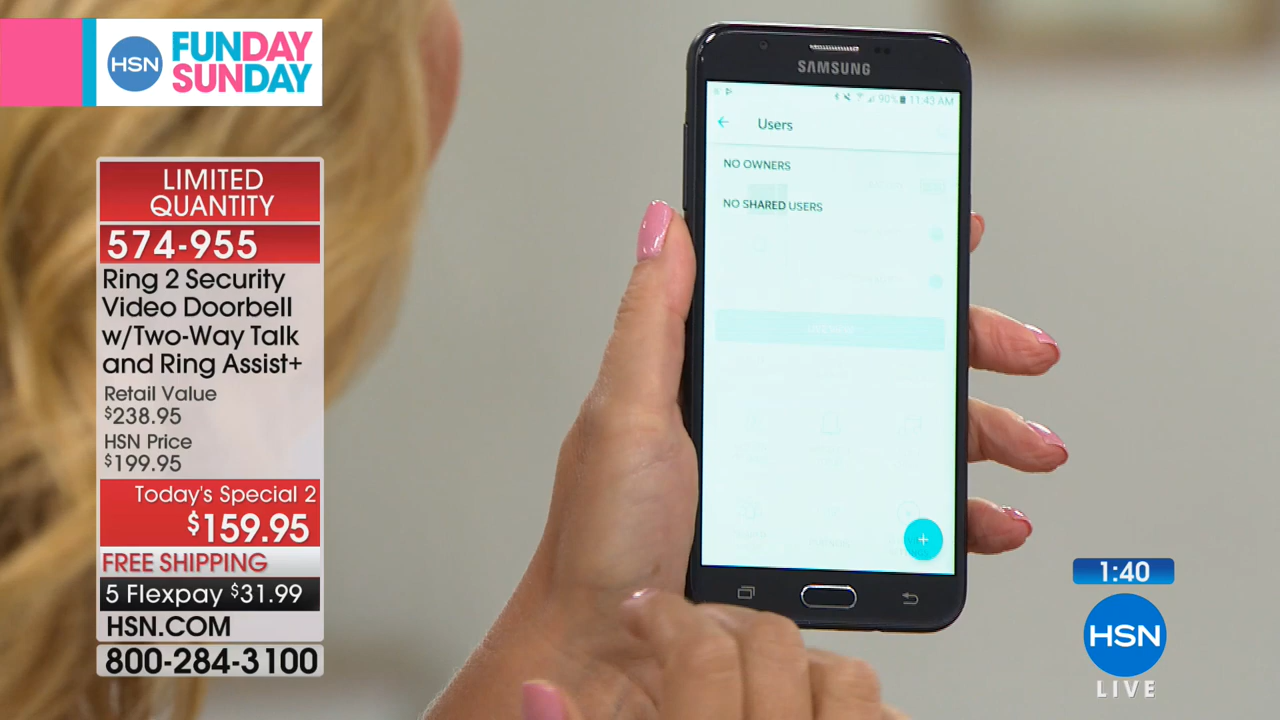 HSN
FUNDAY
SUNDAY
LIMITED
QUANTITY
574-955
Ring 2 Security
Video Doorbell
w/Two-Way Talk
and Ring Assist+
Retail Value
$238.95
HSN Price
$199.95
Today's Special 2
$159.95
FREE SHIPPING
5 Flexpay $31.99
HSN.COM
800-284-3100
SAMSUNG
90% 11:43 AM
Users
NO OWNERS
NO SHARED USERS
+
1:40
HSN
LIVE